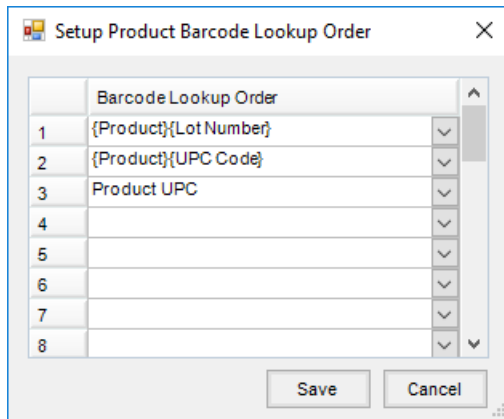 Setup Product Barcode Lookup Order
Barcode Lookup Order
1 {Product}{Lot Number}
2 {Product}{UPC Code}
3 Product UPC
4
5
6
7
8
Save Cancel